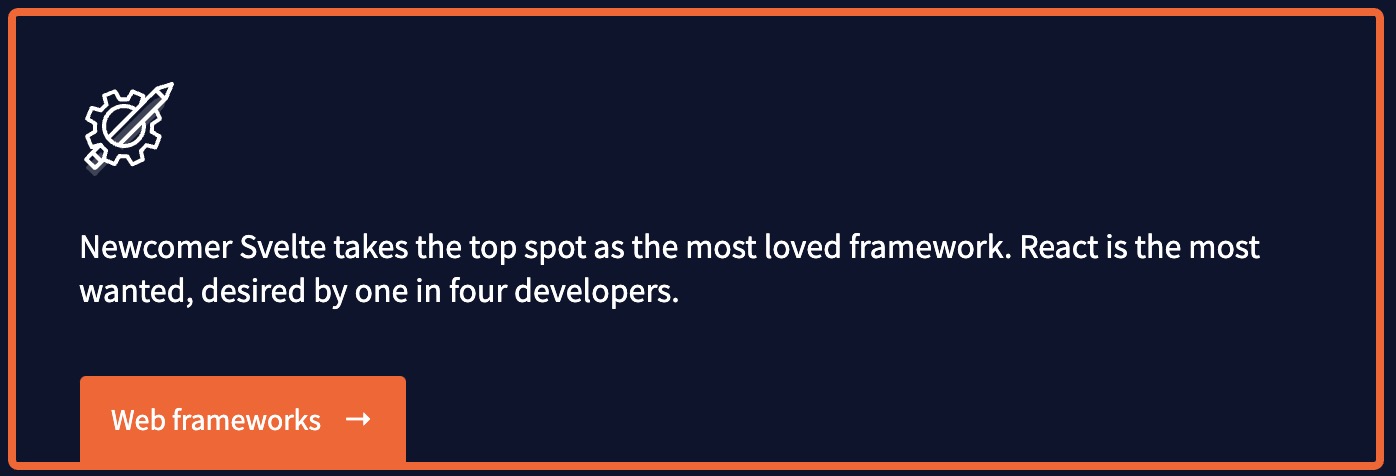 Newcomer Svelte takes the top spot as the most loved framework. React is the most
wanted, desired by one in four developers.
Web frameworks →